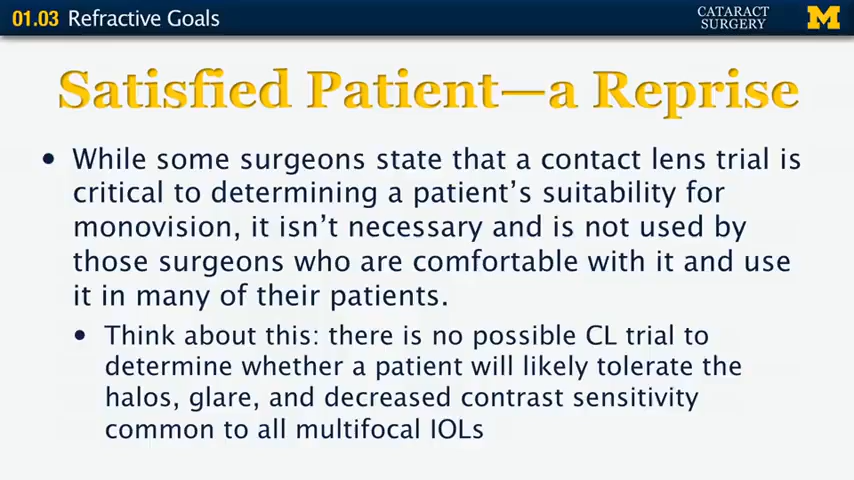 01.03 Refractive Goals
CATARACT
SURGERY
M
Satisfied Patient—a Reprise
• While some surgeons state that a contact lens trial is
critical to determining a patient’s suitability for
monovision, it isn’t necessary and is not used by
those surgeons who are comfortable with it and use
it in many of their patients.
• Think about this: there is no possible CL trial to
determine whether a patient will likely tolerate the
halos, glare, and decreased contrast sensitivity
common to all multifocal IOLs